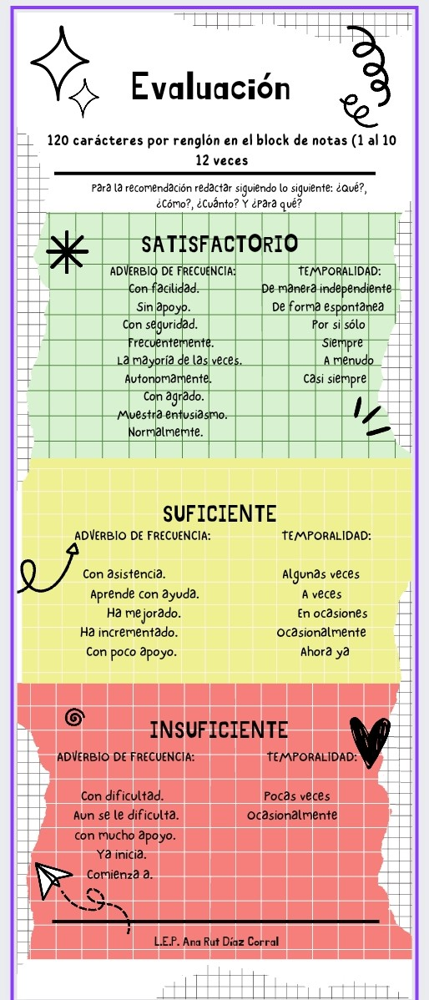 Evaluación
120 carácteres por renglón en el block de notas (1 al 10
12 veces
Para la recomendación redactar siguiendo lo siguiente: ¿Qué?,
¿Cómo?, ¿Cuánto? Y ¿Para qué?
SATISFACTORIO
ADVERBIO DE FRECUENCIA: TEMPORALIDAD:
Con facilidad. De manera independiente
Sin apoyo. De forma espontanea
Con seguridad. Por si sólo
Frecuentemente. Siempre
La mayoría de las veces. A menudo
Autonomamente. Casi siempre
Con agrado.
Muestra entusiasmo.
Normalmemte.
SUFICIENTE
ADVERBIO DE FRECUENCIA: TEMPORALIDAD:
Con asistencia. Algunas veces
Aprende con ayuda. A veces
Ha mejorado. En ocasiones
Ha incrementado. Ocasionalmente
Con poco apoyo. Ahora ya
INSUFICIENTE
ADVERBIO DE FRECUENCIA: TEMPORALIDAD:
Con dificultad. Pocas veces
Aun se le dificulta. Ocasionalmente
con mucho apoyo.
Ya inicia.
Comienza a.
L.E.P. Ana Rut Díaz Corral